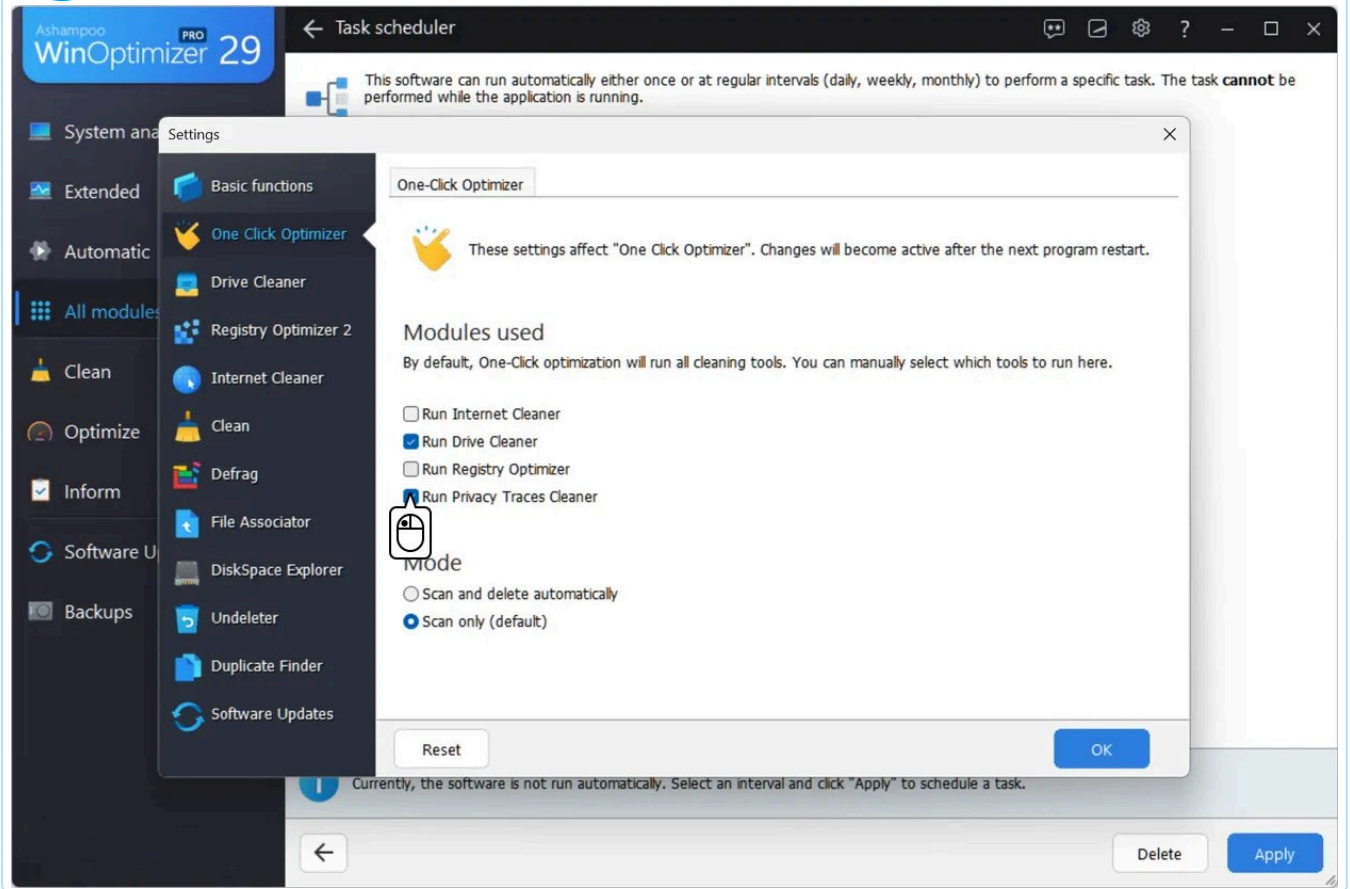 Ashampoo
WinOptimizer PRO 29
Task scheduler
?
This software can run automatically either once or at regular intervals (daily, weekly, monthly) to perform a specific task. The task cannot be
performed while the application is running.
System ana
Extended
Automatic
All modules
Clean
Optimize
Inform
Software U
Backups
Settings
Basic functions
One Click Optimizer
Drive Cleaner
Registry Optimizer 2
Internet Cleaner
Clean
Defrag
File Associator
DiskSpace Explorer
Undeleter
Duplicate Finder
Software Updates
One-Click Optimizer
These settings affect "One Click Optimizer". Changes will become active after the next program restart.
Modules used
By default, One-Click optimization will run all cleaning tools. You can manually select which tools to run here.
Run Internet Cleaner
Run Drive Cleaner
Run Registry Optimizer
Run Privacy Traces Cleaner
Mode
Scan and delete automatically
Scan only (default)
Reset
OK
Currently, the software is not run automatically. Select an interval and click "Apply" to schedule a task.
Delete
Apply